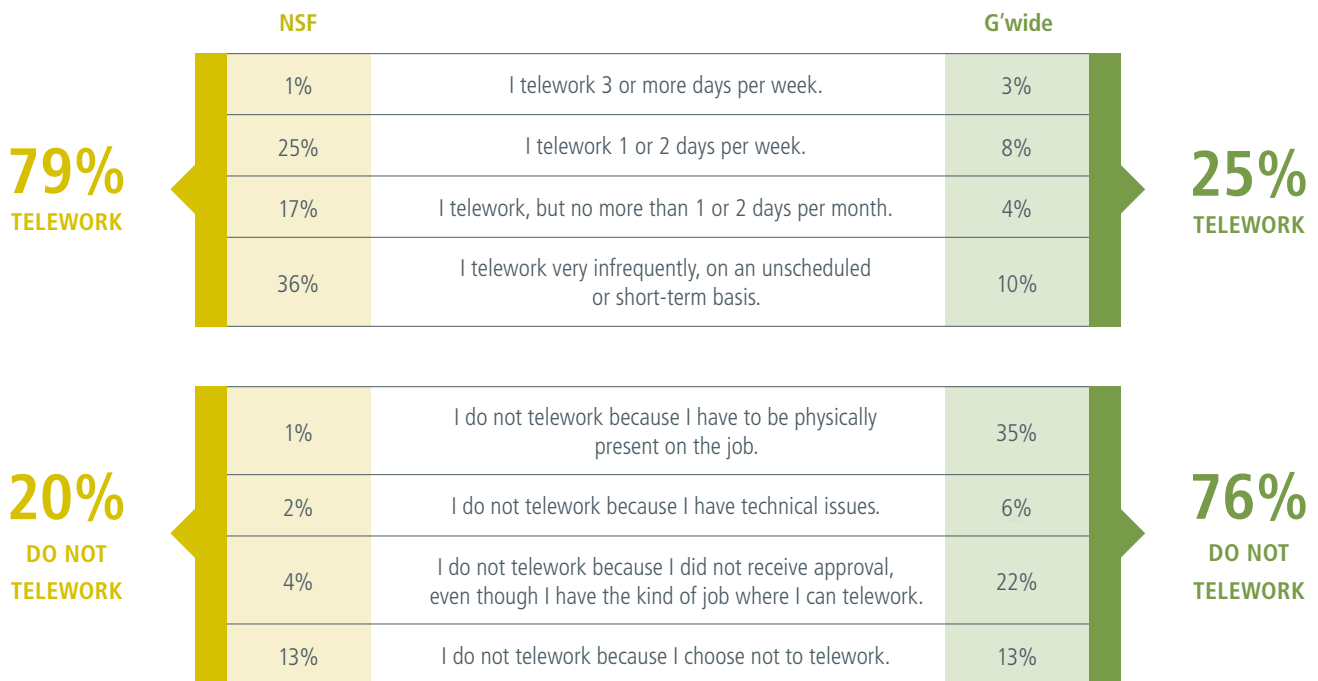 NSF G'wide
1% I telework 3 or more days per week. 3%
25% I telework 1 or 2 days per week. 8%
79%
TELEWORK
17% I telework, but no more than 1 or 2 days per month. 4%
36% I telework very infrequently, on an unscheduled
or short-term basis. 10%
25%
TELEWORK
1% I do not telework because I have to be physically
present on the job. 35%
2% I do not telework because I have technical issues. 6%
20%
DO NOT
TELEWORK
4% I do not telework because I did not receive approval,
even though I have the kind of job where I can telework. 22%
13% I do not telework because I choose not to telework. 13%
76%
DO NOT
TELEWORK